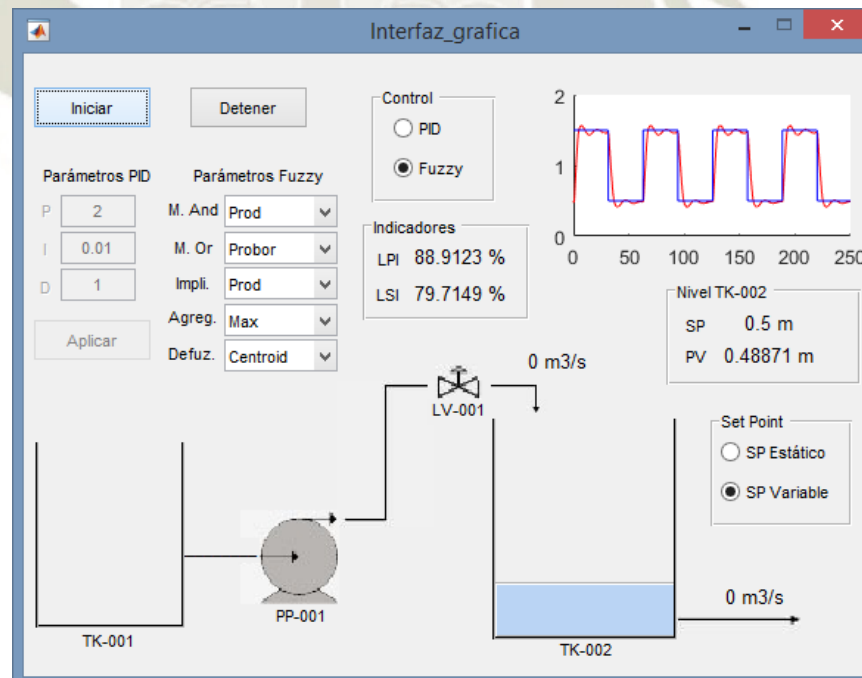 Interfaz_grafica
Iniciar
Detener
Control
PID
Fuzzy
2
1
0
0 50 100 150 200 250
Parámetros PID
P 2
I 0.01
D 1
Aplicar
Parámetros Fuzzy
M. And Prod
M. Or Probor
Impli. Prod
Agreg. Max
Defuz. Centroid
Indicadores
LPI 88.9123 %
LSI 79.7149 %
Nivel TK-002
SP 0.5 m
PV 0.48871 m
0 m3/s
LV-001
Set Point
SP Estático
SP Variable
PP-001
TK-001
0 m3/s
TK-002